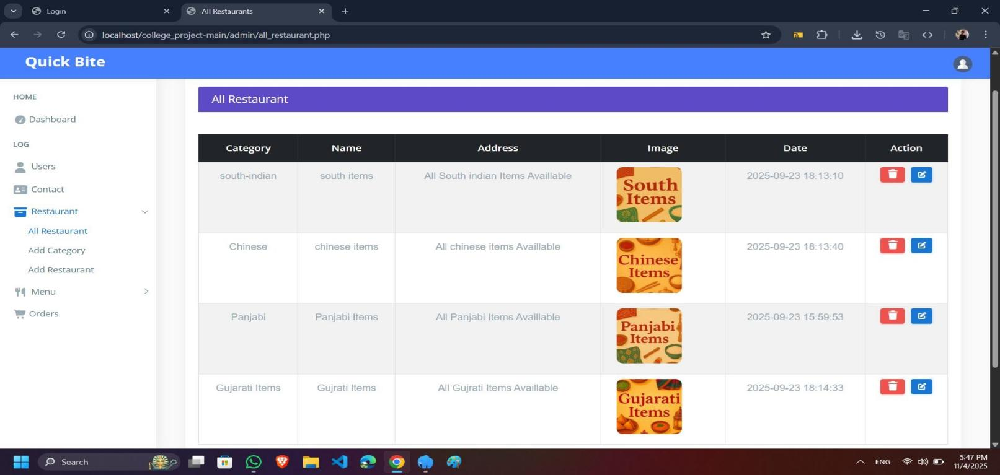 Login
All Restaurants
localhost/college_project-main/admin/all_restaurant.php
Quick Bite
HOME
Dashboard
LOG
Users
Contact
Restaurant
All Restaurant
Add Category
Add Restaurant
Menu
Orders
All Restaurant
Category Name Address Image Date Action
south-indian south items All South indian Items Availlable 2025-09-23 18:13:10
South
Items
Chinese chinese items All chinese items Availlable 2025-09-23 18:13:40
Chinese
Items
Panjabi Panjabi Items All Panjabi Items Availlable 2025-09-23 15:59:53
Panjabi
Items
Gujarati Items Gujrati Items All Gujrati Items Availlable 2025-09-23 18:14:33
Gujarati
Items
Search
ENG
5:47 PM
11/4/2025